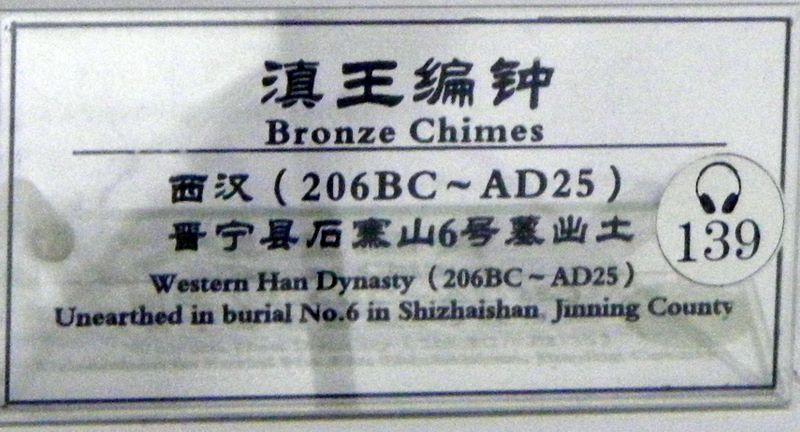 滇王编钟
Bronze Chimes
西汉（206BC～AD25）
晋宁县石寨山6号墓出土
139
Western Han Dynasty（206BC～AD25）
Unearthed in burial No.6 in Shizhaishan, Jinning County